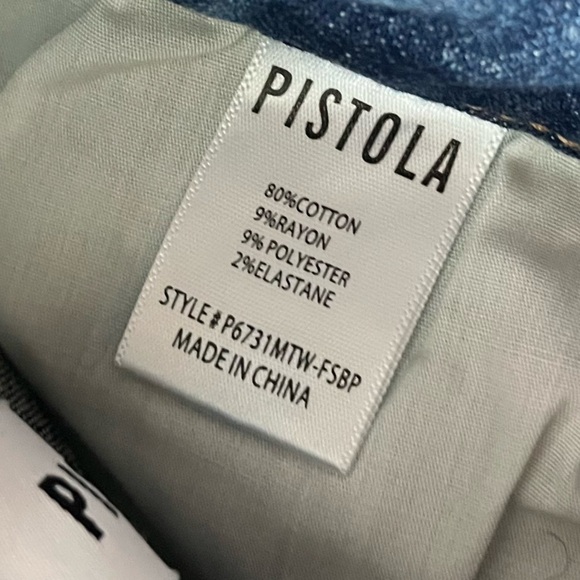 PISTOLA
80%COTTON
9%RAYON
9% POLYESTER
2%ELASTANE
STYLE# P6731MTW-FSBP
MADE IN CHINA